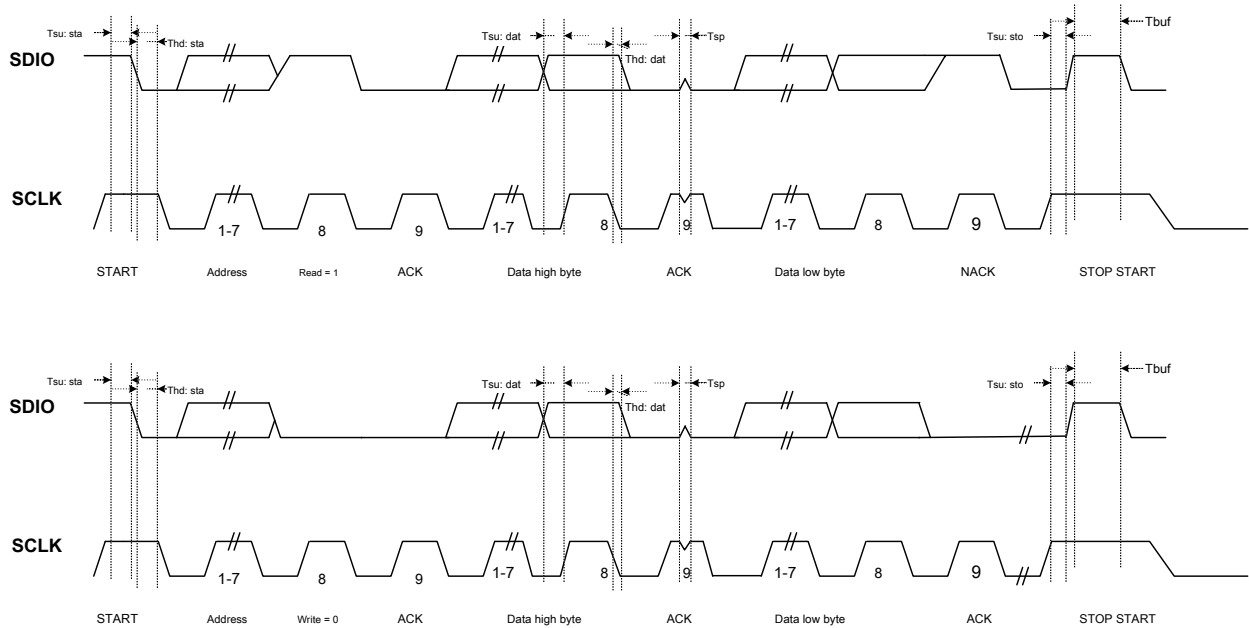 Tsu: sta Tsu: dat Tsp Tsu: sto Tbuf
Thd: sta Thd: dat
SDIO
SCLK
1-7 8 9 1-7 8 9 1-7 8 9
START Address Read = 1 ACK Data high byte ACK Data low byte NACK STOP START
Tsu: sta Tsu: dat Tsp Tsu: sto Tbuf
Thd: sta Thd: dat
SDIO
SCLK
1-7 8 9 1-7 8 9 1-7 8 9
START Address Write = 0 ACK Data high byte ACK Data low byte ACK STOP START